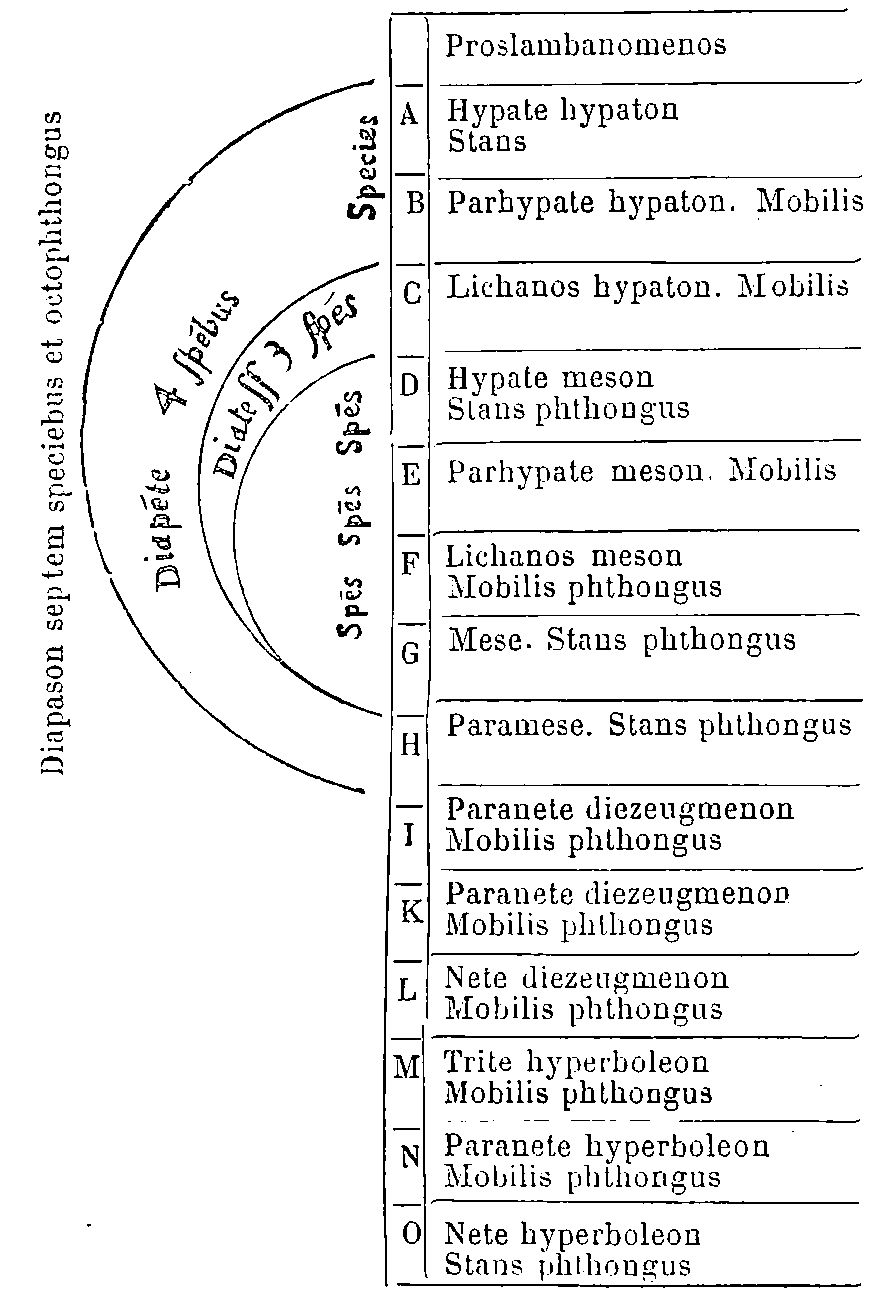 Diapason septem speciebus et octophthongus
Diapēte 4 spēbus
Diateff 3 spēs
Species
Spēs Spēs Spēs
Proslambanomenos
A Hypate hypaton
Stans
B Parhypate hypaton. Mobilis
C Lichanos hypaton. Mobilis
D Hypate meson
Stans phthongus
E Parhypate meson. Mobilis
F Lichanos meson
Mobilis phthongus
G Mese. Stans phthongus
H Paramese. Stans phthongus
I Paranete diezeugmenon
Mobilis phthongus
K Paranete diezeugmenon
Mobilis phthongus
L Nete diezeugmenon
Mobilis phthongus
M Trite hyperboleon
Mobilis phthongus
N Paranete hyperboleon
Mobilis phthongus
O Nete hyperboleon
Stans phthongus